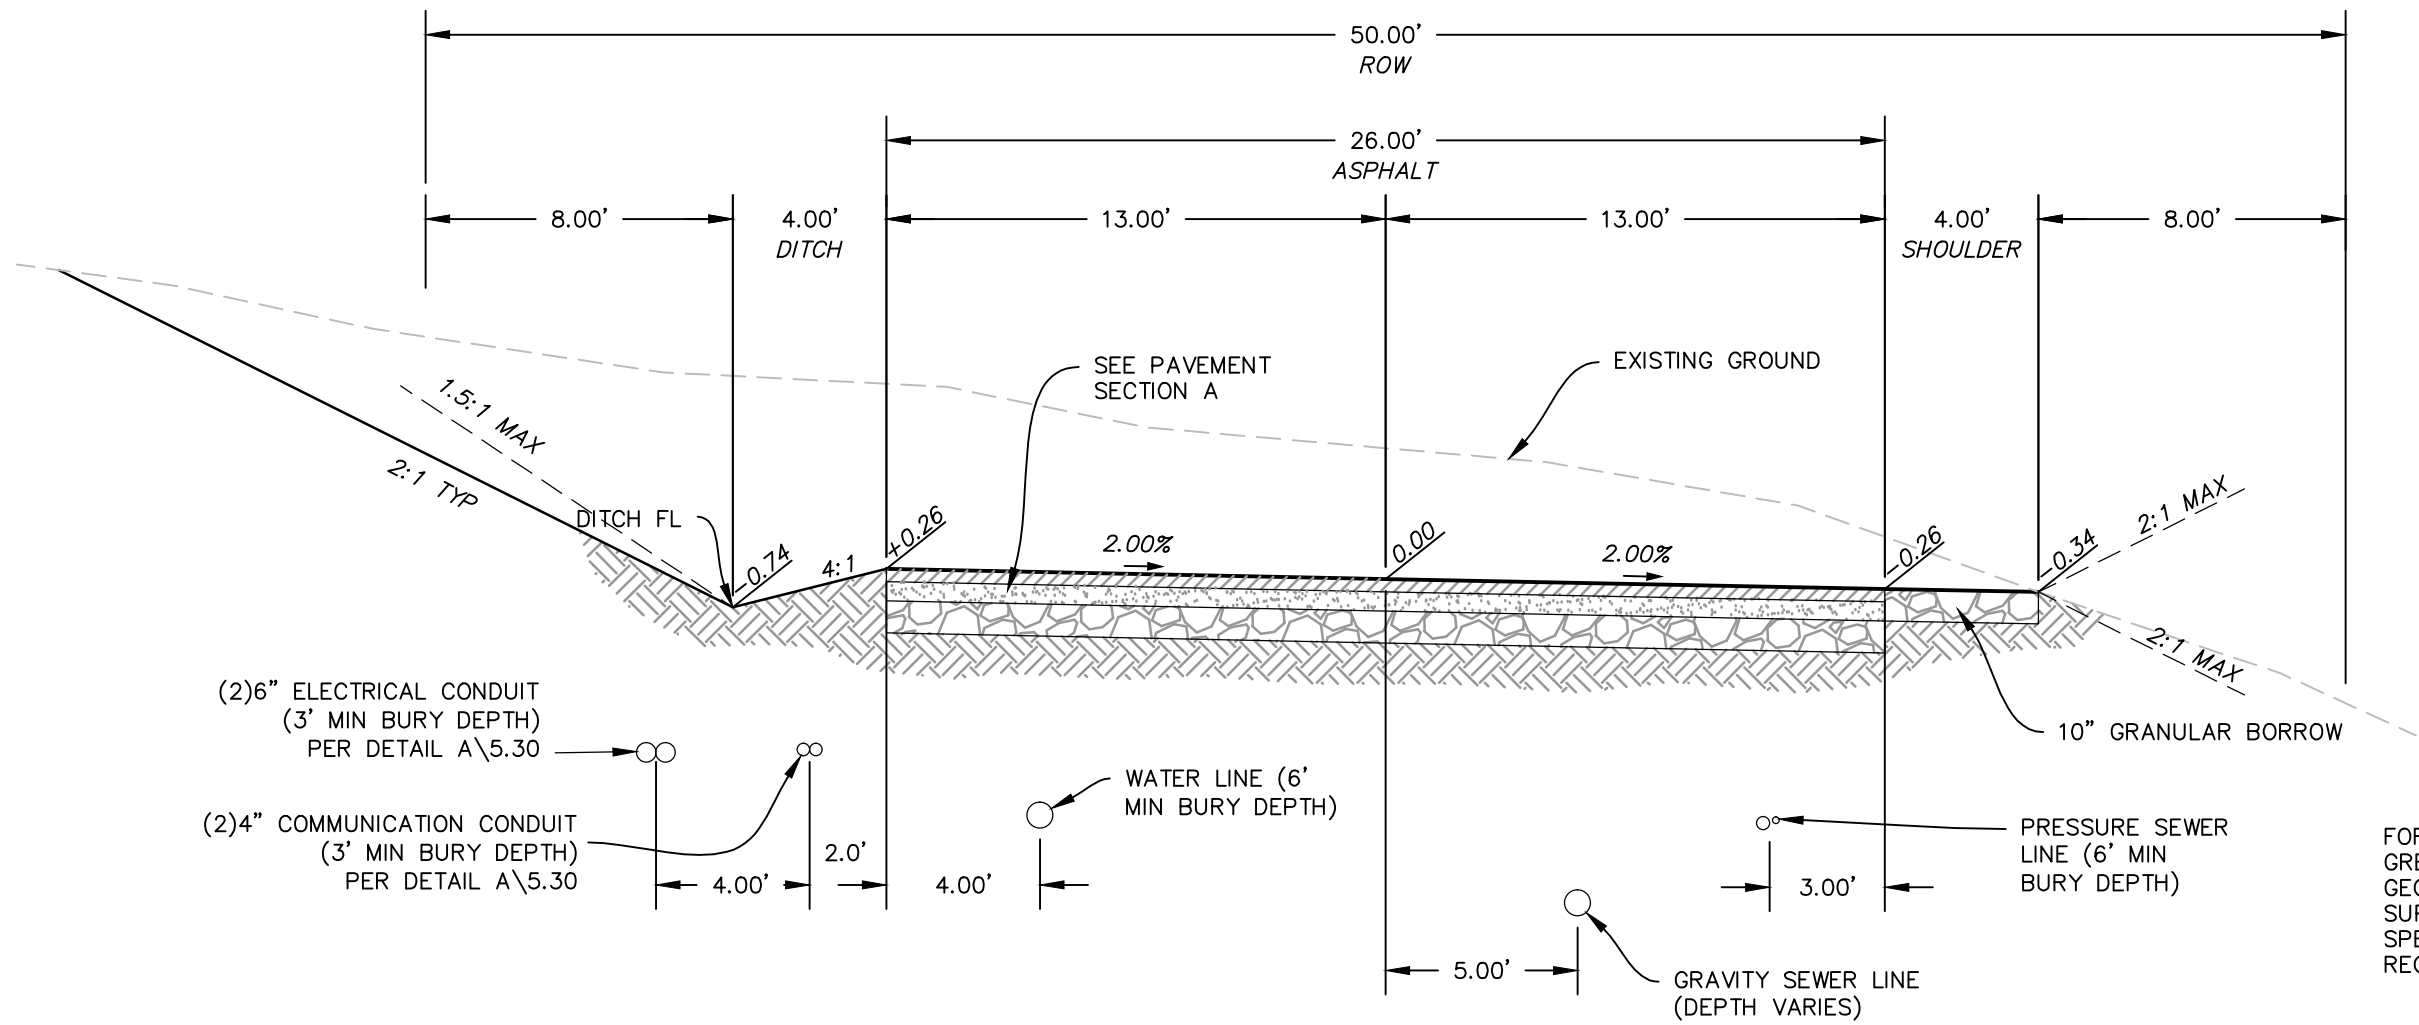 50.00'
ROW
26.00'
ASPHALT
8.00'
4.00'
DITCH
13.00'
13.00'
4.00'
SHOULDER
8.00'
SEE PAVEMENT
SECTION A
EXISTING GROUND
1.5:1 MAX
2:1 TYP
DITCH FL
-0.74
4:1
+0.26
2.00%
0.00
2.00%
-0.26
-0.34
2:1 MAX
2:1 MAX
(2)6" ELECTRICAL CONDUIT
(3' MIN BURY DEPTH)
PER DETAIL A\5.30
10" GRANULAR BORROW
WATER LINE (6'
MIN BURY DEPTH)
(2)4" COMMUNICATION CONDUIT
(3' MIN BURY DEPTH)
PER DETAIL A\5.30
2.0'
4.00'
4.00'
3.00'
PRESSURE SEWER
LINE (6' MIN
BURY DEPTH)
5.00'
GRAVITY SEWER LINE
(DEPTH VARIES)